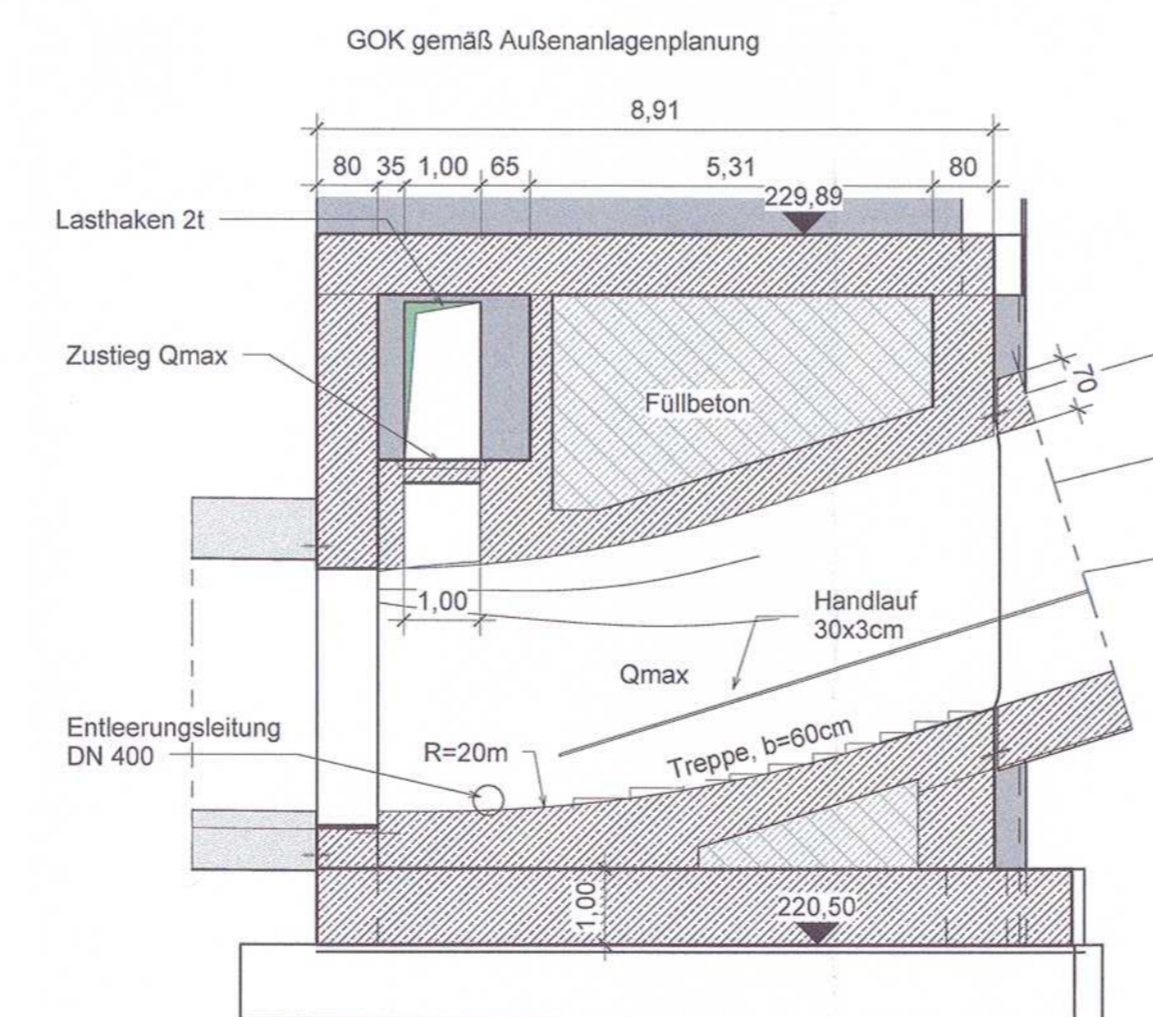 GOK gemäß Außenanlagenplanung
8,91
80 35 1,00 65 5,31 80
229,89
Lasthaken 2t
Zustieg Qmax
70
Füllbeton
1,00
Handlauf
30x3cm
Qmax
Entleerungsleitung
DN 400
R=20m
Treppe, b=60cm
1,00
220,50